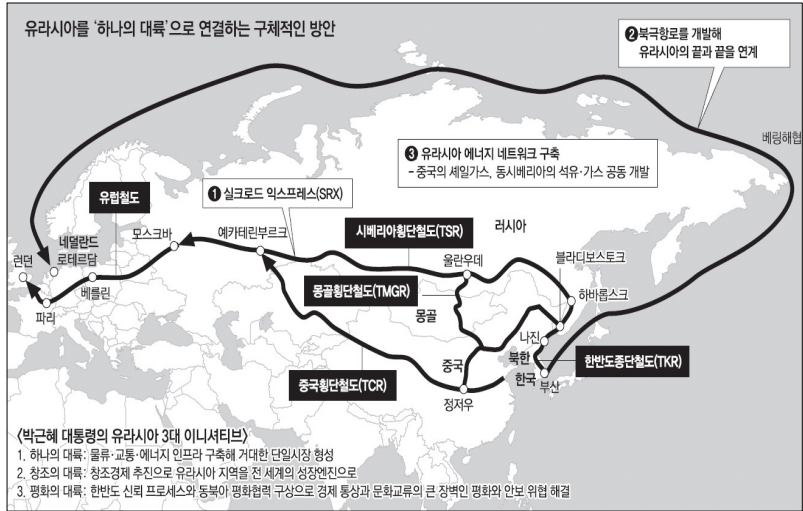 유라시아를 ‘하나의 대륙’으로 연결하는 구체적인 방안
❷북극항로를 개발해
유라시아의 끝과 끝을 연계
베링해협
❸ 유라시아 에너지 네트워크 구축
- 중국의 셰일가스, 동시베리아의 석유·가스 공동 개발
❶ 실크로드 익스프레스(SRX)
유럽철도
러시아
시베리아횡단철도(TSR)
모스크바
예카테린부르크
네덜란드
로테르담
런던
베를린
파리
울란우데
블라디보스토크
하바롬스크
몽골횡단철도(TMGR)
몽골
나진
북한
한국
부산
한반도종단철도(TKR)
중국
중국횡단철도(TCR)
정저우
〈박근혜 대통령의 유라시아 3대 이니셔티브〉
1. 하나의 대륙: 물류·교통·에너지 인프라 구축해 거대한 단일시장 형성
2. 창조의 대륙: 창조경제 추진으로 유라시아 지역을 전 세계의 성장엔진으로
3. 평화의 대륙: 한반도 신뢰 프로세스와 동북아 평화협력 구상으로 경제 통상과 문화교류의 큰 장벽인 평화와 안보 위협 해결